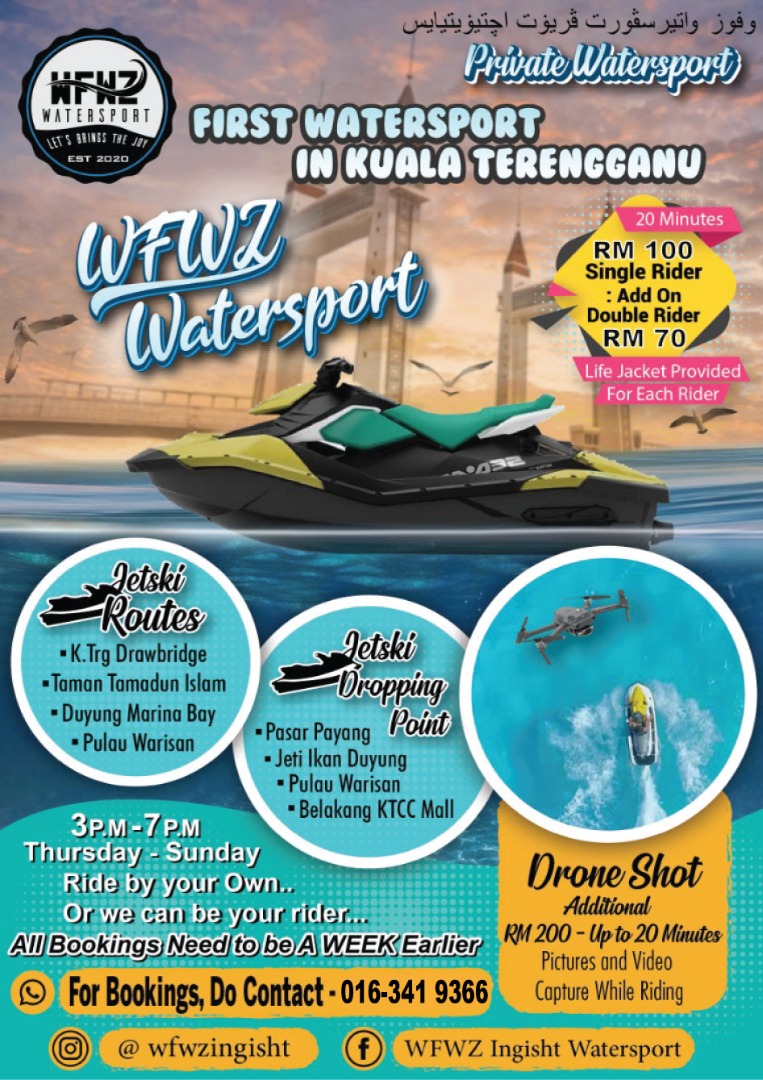 وفوز واتيرسڤورت ڤريۏت اچتيۏيتيايس
Private Watersport
WFWZ
WATERSPORT
LET'S BRINGS THE JOY
EST 2020
FIRST WATERSPORT
IN KUALA TERENGGANU
WFWZ
Watersport
20 Minutes
RM 100
Single Rider
: Add On
Double Rider
RM 70
Life Jacket Provided
For Each Rider
Jetski
Routes
▪ K.Trg Drawbridge
▪ Taman Tamadun Islam
▪ Duyung Marina Bay
▪ Pulau Warisan
Jetski
Dropping
Point
▪ Pasar Payang
▪ Jeti Ikan Duyung
▪ Pulau Warisan
▪ Belakang KTCC Mall
3P.M -7P.M
Thursday - Sunday
Ride by your Own..
Or we can be your rider...
All Bookings Need to be A WEEK Earlier
Drone Shot
Additional
RM 200 - Up to 20 Minutes
Pictures and Video
Capture While Riding
For Bookings, Do Contact - 016-341 9366
@ wfwzingisht
WFWZ Ingisht Watersport